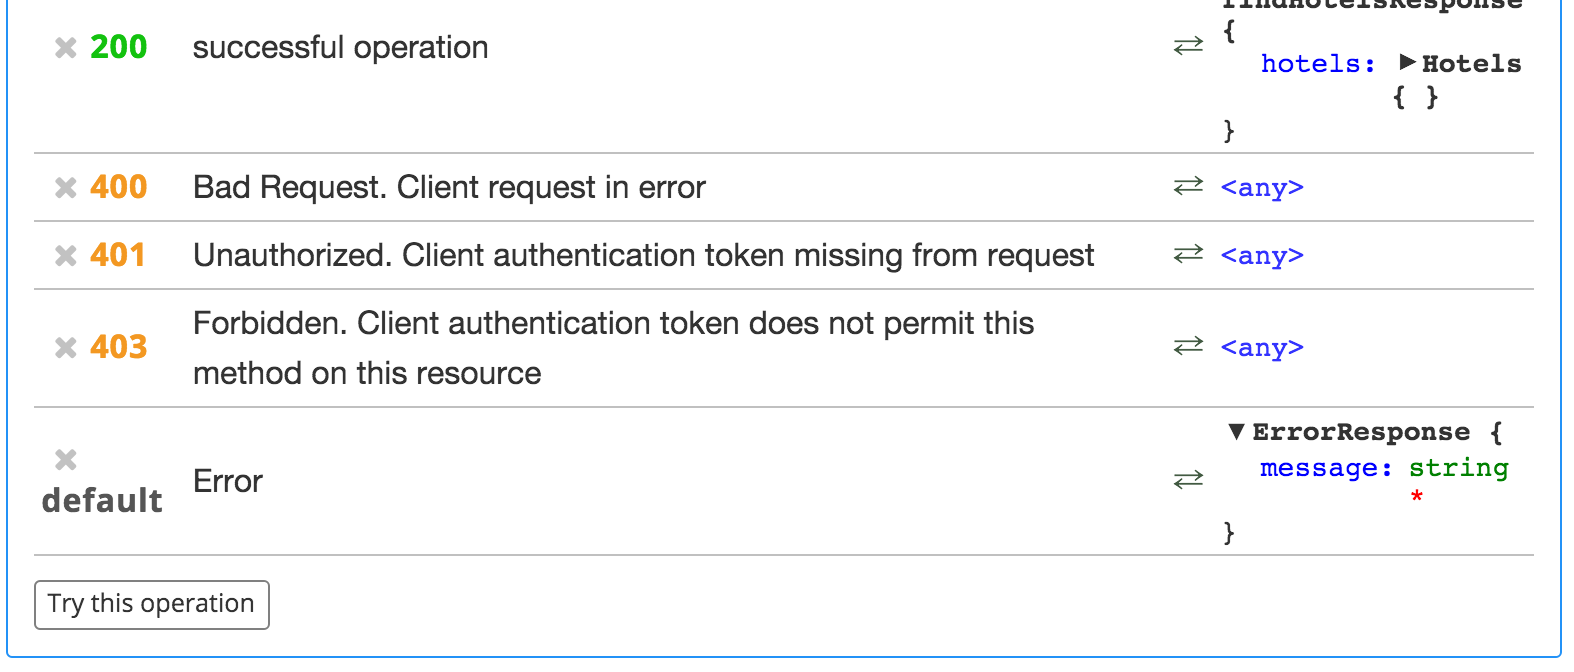 findHotelsResponse
200 successful operation
{
hotels: ▶Hotels
{ }
}
400 Bad Request. Client request in error ⇄ <any>
401 Unauthorized. Client authentication token missing from request ⇄ <any>
403 Forbidden. Client authentication token does not permit this
method on this resource ⇄ <any>
default Error
▼ErrorResponse {
message: string
*
}
Try this operation